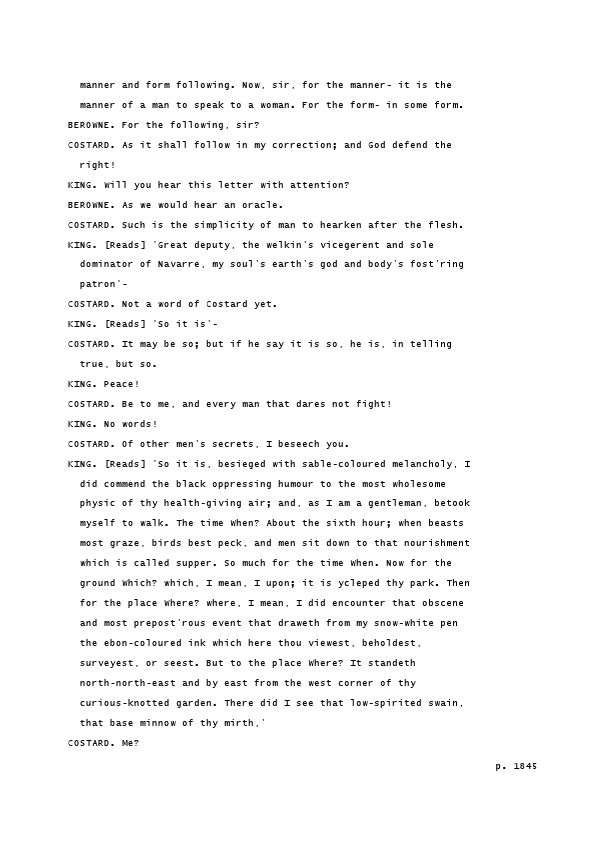 manner and form following. Now, sir, for the manner- it is the
manner of a man to speak to a woman. For the form- in some form.
BEROWNE. For the following, sir?
COSTARD. As it shall follow in my correction; and God defend the
right!
KING. Will you hear this letter with attention?
BEROWNE. As we would hear an oracle.
COSTARD. Such is the simplicity of man to hearken after the flesh.
KING. [Reads] 'Great deputy, the welkin's vicegerent and sole
dominator of Navarre, my soul's earth's god and body's fost'ring
patron'-
COSTARD. Not a word of Costard yet.
KING. [Reads] 'So it is'-
COSTARD. It may be so; but if he say it is so, he is, in telling
true, but so.
KING. Peace!
COSTARD. Be to me, and every man that dares not fight!
KING. No words!
COSTARD. Of other men's secrets, I beseech you.
KING. [Reads] 'So it is, besieged with sable-coloured melancholy, I
did commend the black oppressing humour to the most wholesome
physic of thy health-giving air; and, as I am a gentleman, betook
myself to walk. The time When? About the sixth hour; when beasts
most graze, birds best peck, and men sit down to that nourishment
which is called supper. So much for the time When. Now for the
ground Which? which, I mean, I upon; it is ycleped thy park. Then
for the place Where? where, I mean, I did encounter that obscene
and most prepost'rous event that draweth from my snow-white pen
the ebon-coloured ink which here thou viewest, beholdest,
surveyest, or seest. But to the place Where? It standeth
north-north-east and by east from the west corner of thy
curious-knotted garden. There did I see that low-spirited swain,
that base minnow of thy mirth,'
COSTARD. Me?
p. 1845